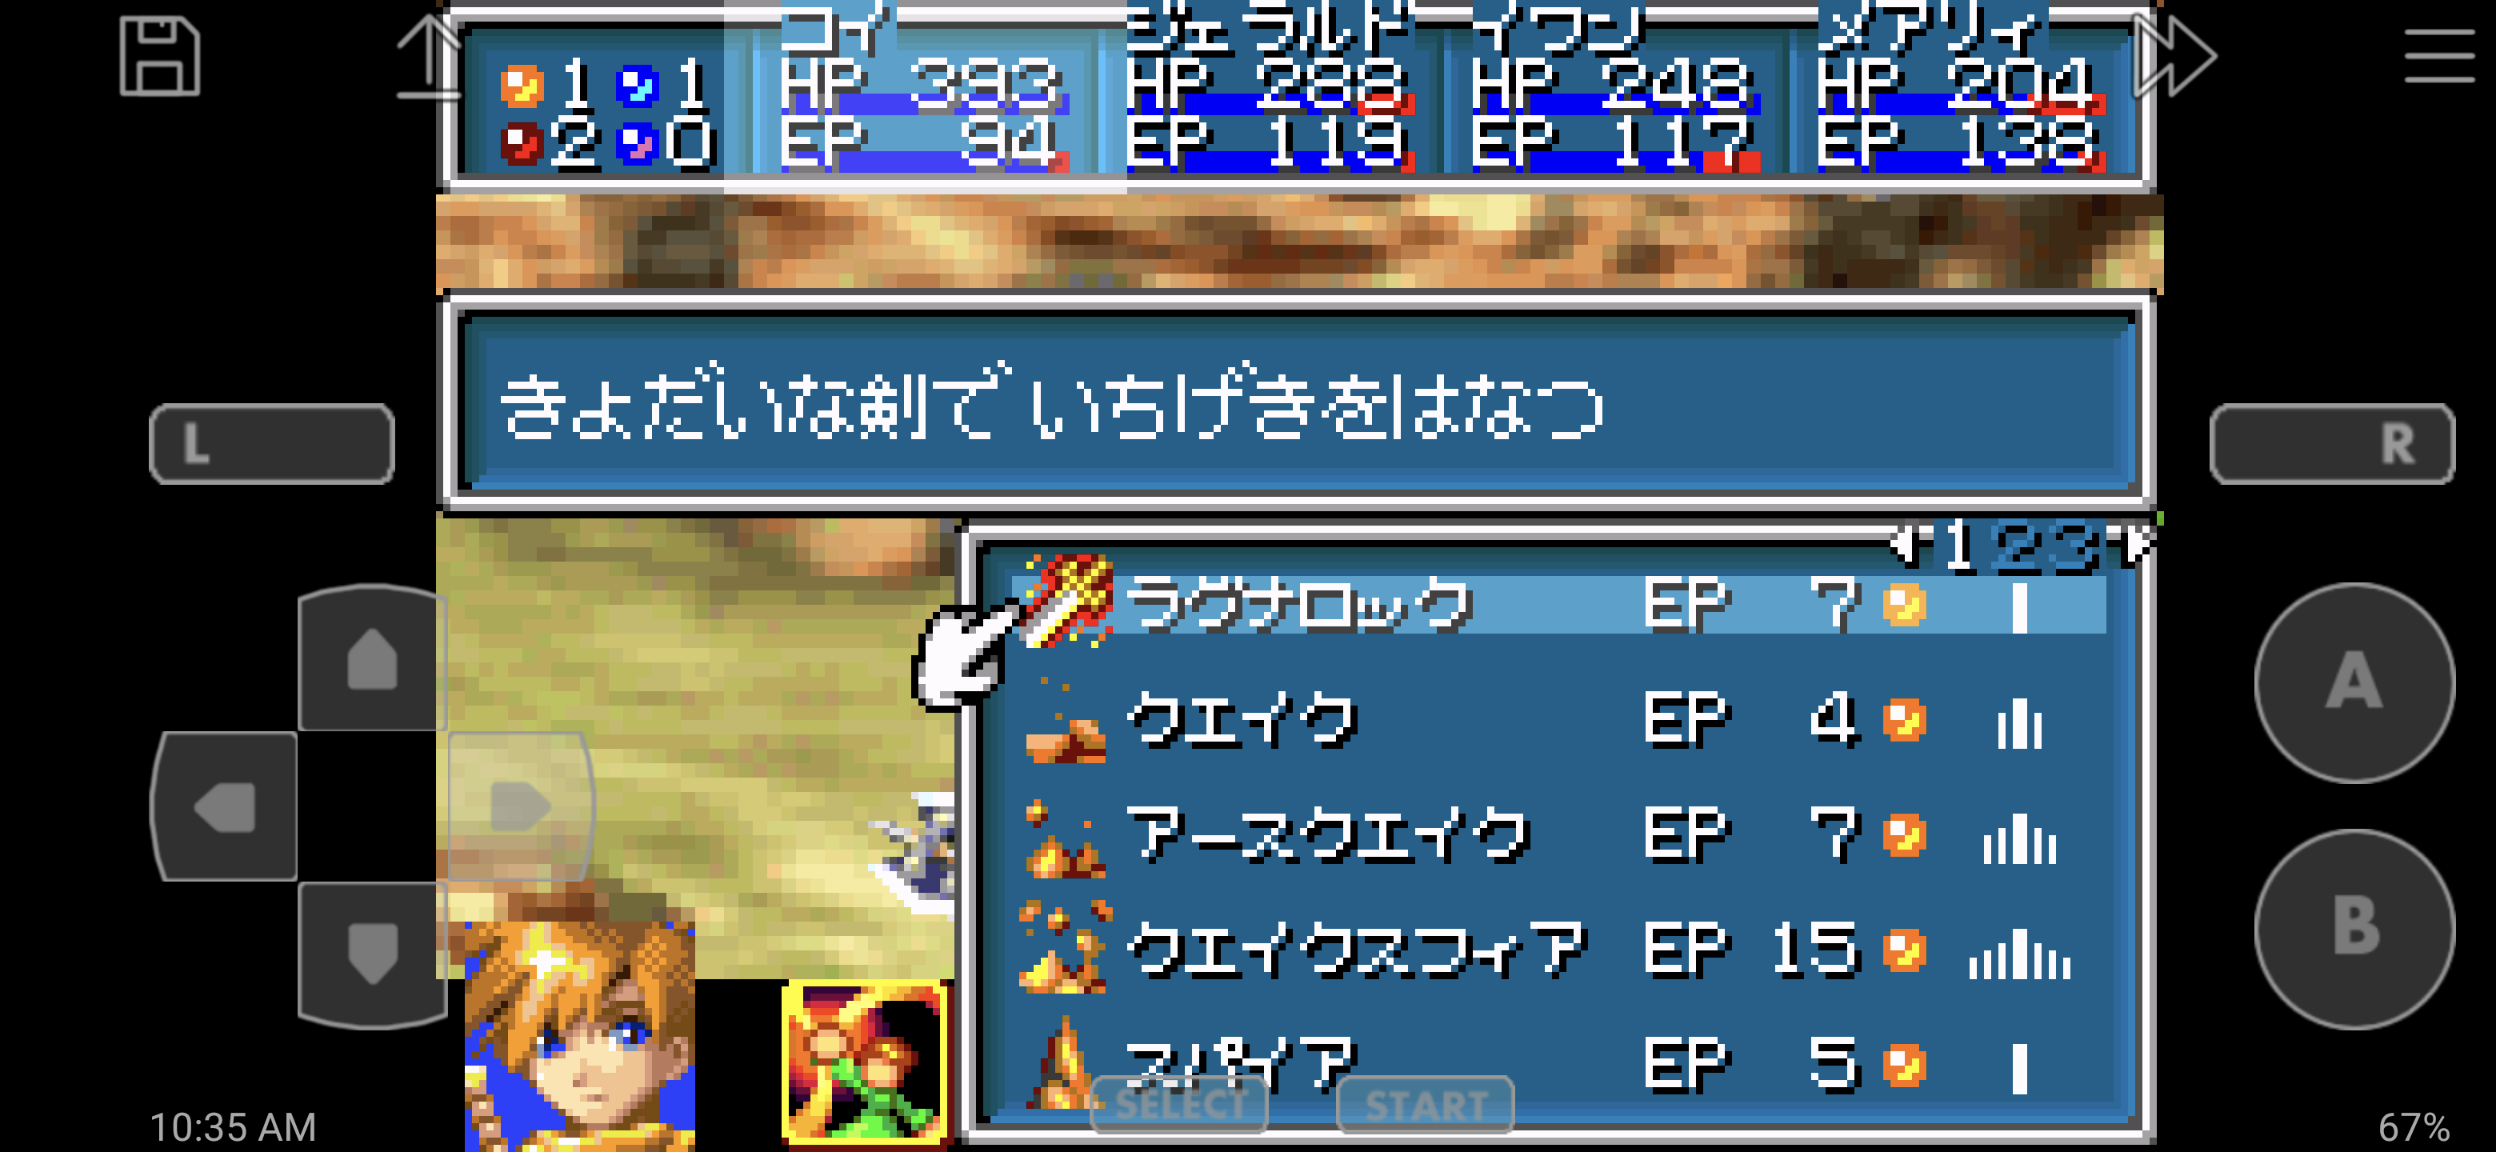 ロイ ジェラルド イワン メアリィ
1 1 HP 393 HP 288 HP 248 HP 204
2 0 EP 94 EP 119 EP 117 EP 138
きょだいな剣で いちげきをはなつ
1 2 3
ラグナロック EP 7
クエイク EP 4
アースクエイク EP 7
クエイクスフィア EP 15
スパイア EP 5
L
R
A
B
SELECT START
10:35 AM
67%